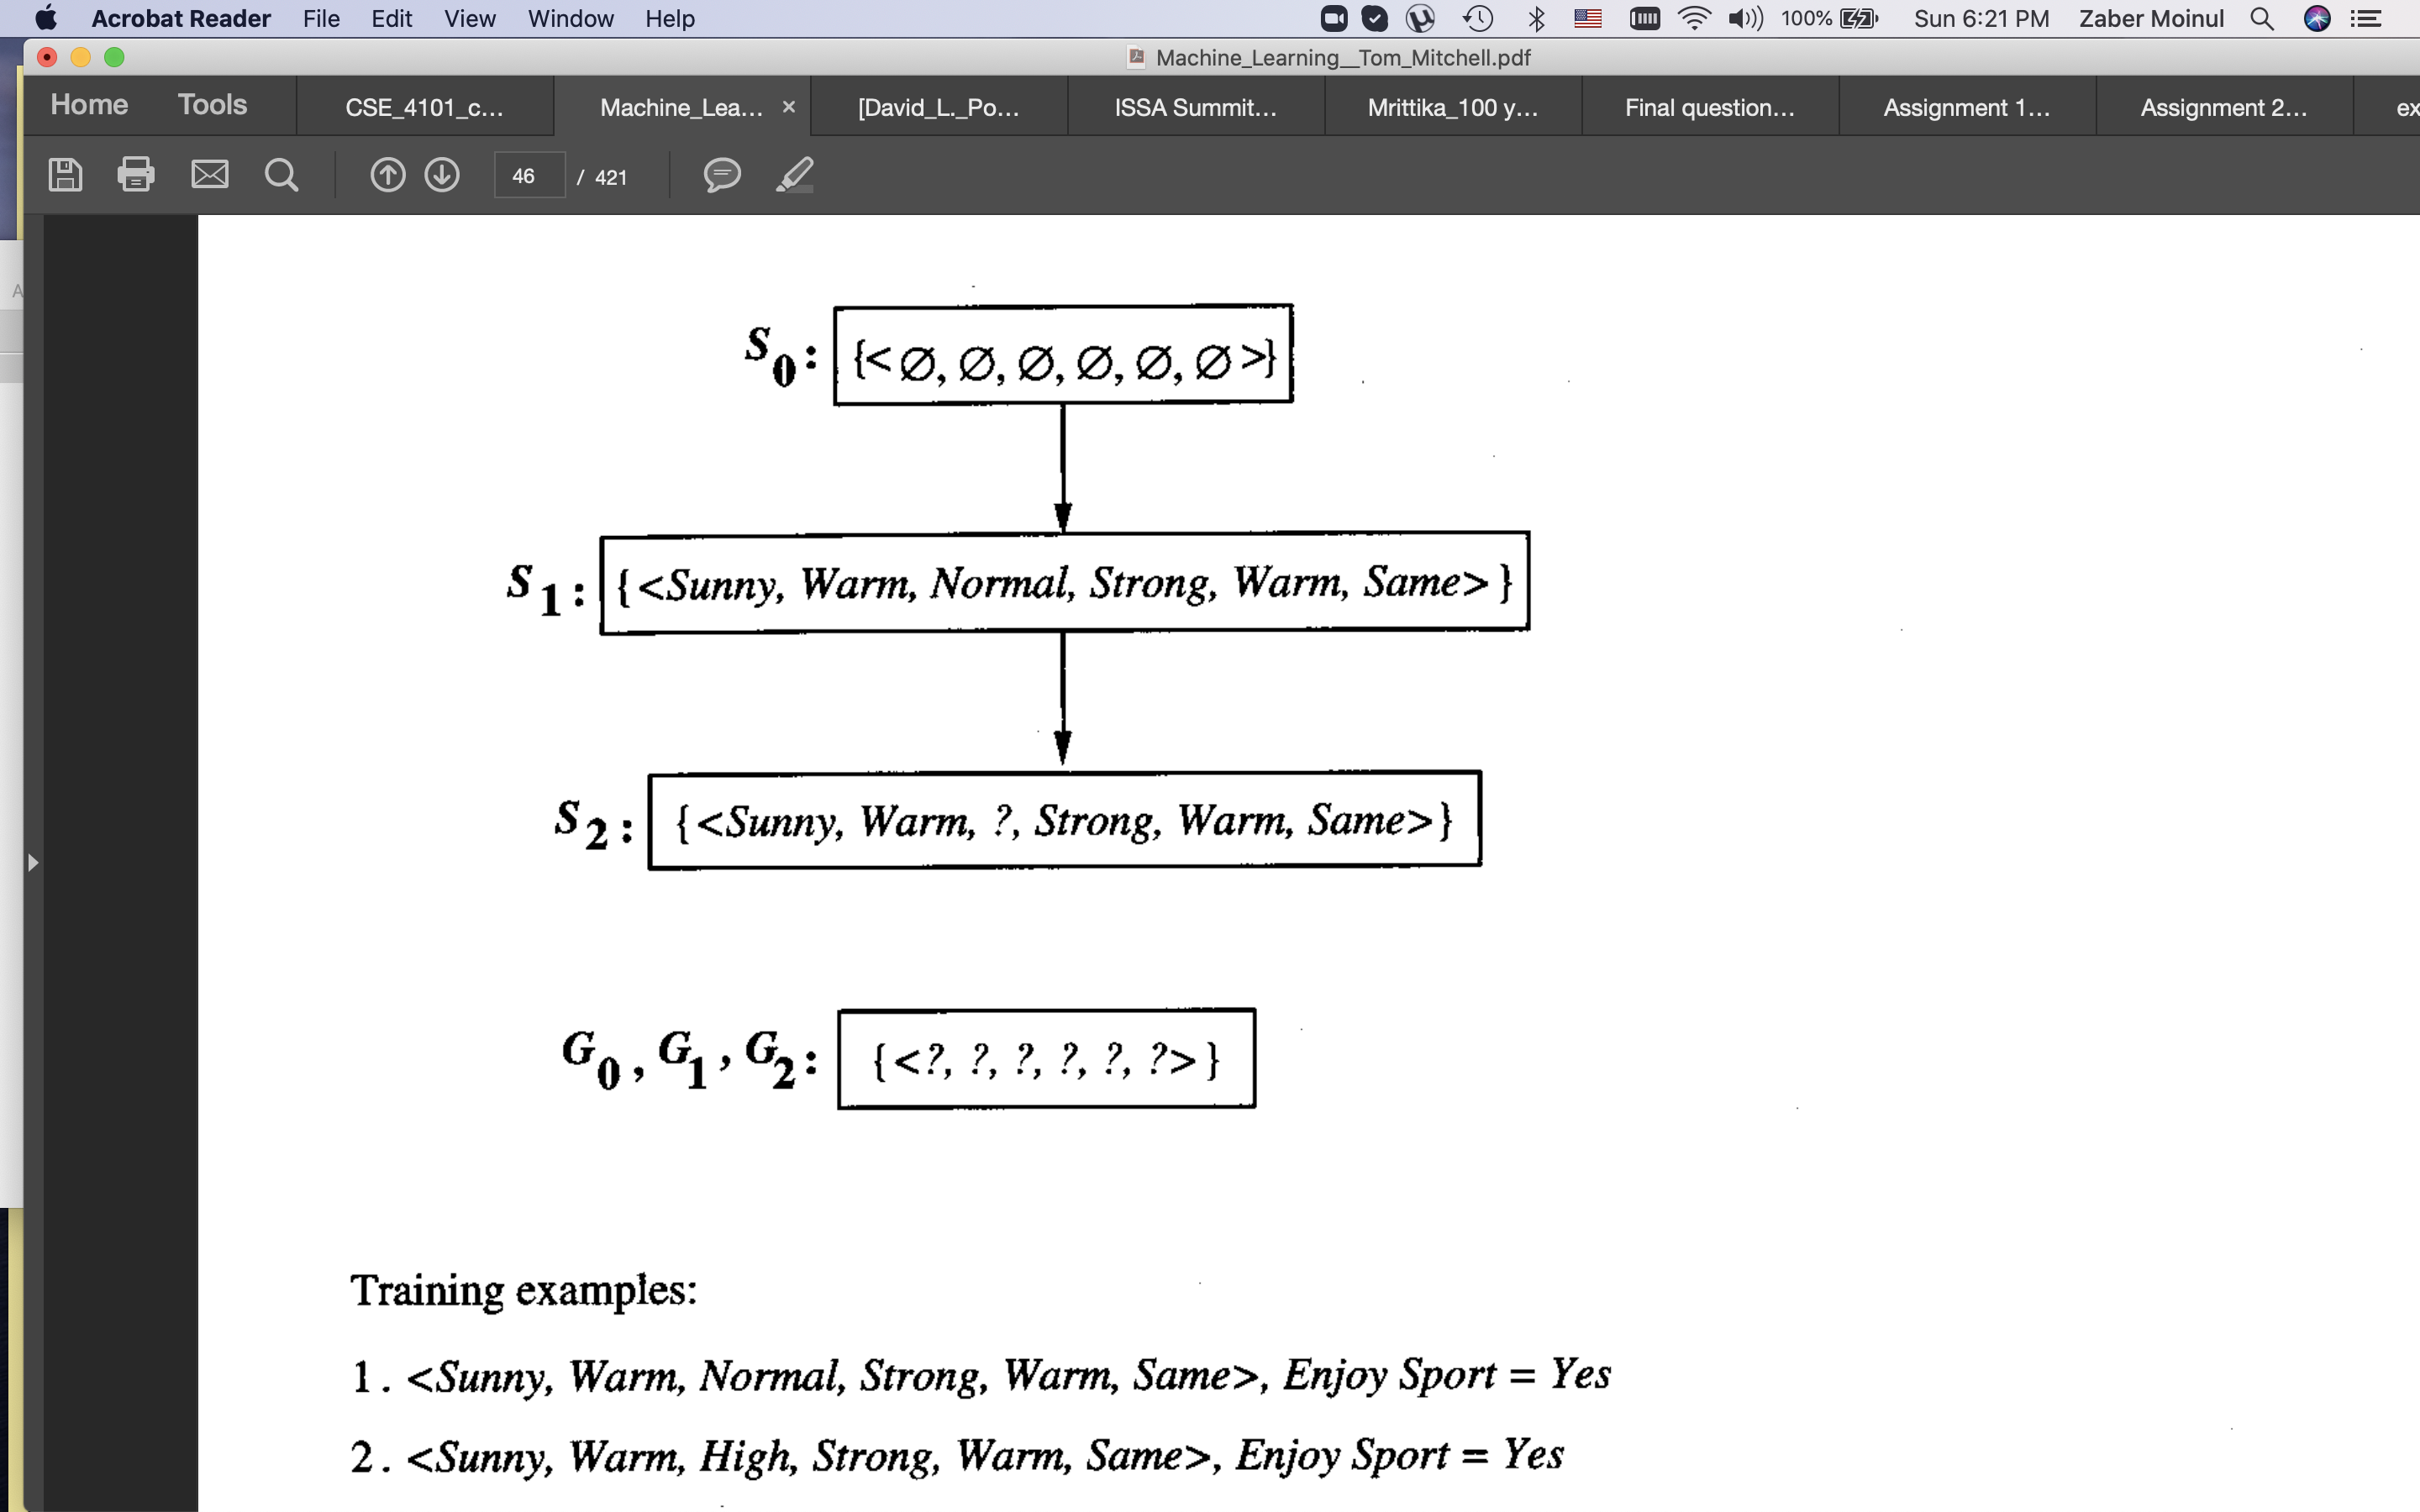 Acrobat Reader File Edit View Window Help 100% Sun 6:21 PM Zaber Moinul
Machine_Learning__Tom_Mitchell.pdf
Home Tools CSE_4101_c... Machine_Lea... × [David_L._Po... ISSA Summit... Mrittika_100 y... Final question... Assignment 1... Assignment 2... ex
46 / 421
A
S0: {<∅, ∅, ∅, ∅, ∅, ∅>}
S1: {<Sunny, Warm, Normal, Strong, Warm, Same>}
S2: {<Sunny, Warm, ?, Strong, Warm, Same>}
G0, G1, G2: {<?, ?, ?, ?, ?, ?>}
Training examples:
1. <Sunny, Warm, Normal, Strong, Warm, Same>, Enjoy Sport = Yes
2. <Sunny, Warm, High, Strong, Warm, Same>, Enjoy Sport = Yes